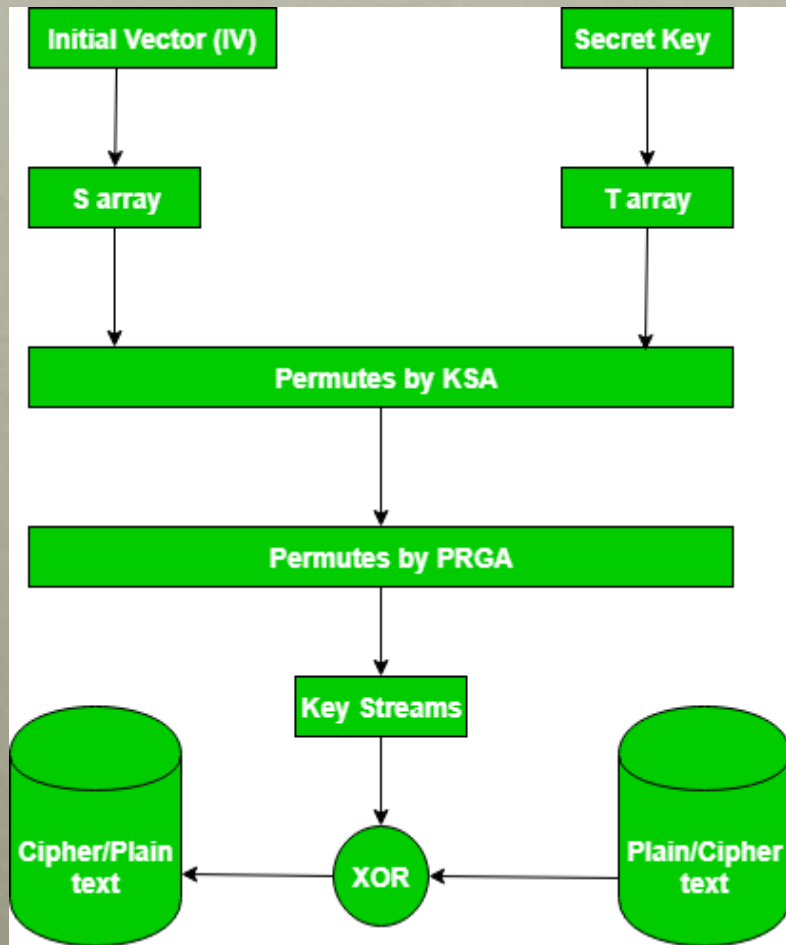 Initial Vector (IV)
Secret Key
S array
T array
Permutes by KSA
Permutes by PRGA
Key Streams
Cipher/Plain
text
XOR
Plain/Cipher
text